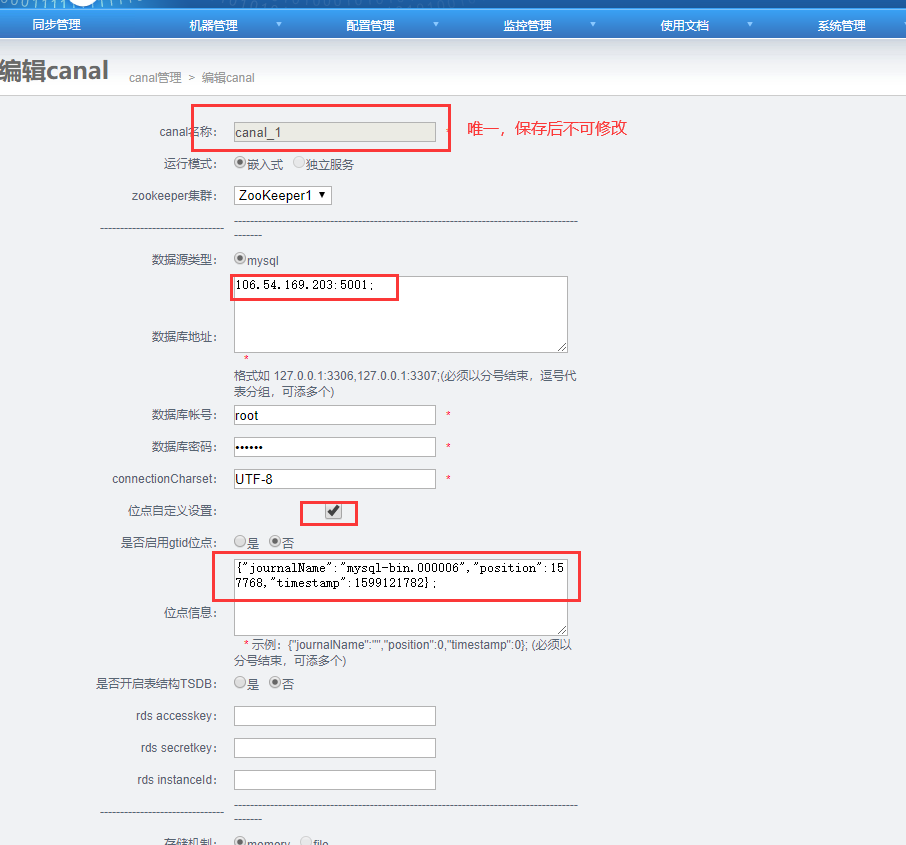 同步管理 机器管理 配置管理 监控管理 使用文档 系统管理
编辑canal canal管理 > 编辑canal
canal名称： canal_1 * 唯一，保存后不可修改
运行模式： 嵌入式 独立服务
zookeeper集群： ZooKeeper1
数据源类型： mysql
106.54.169.203:5001;
数据库地址：
*
格式如 127.0.0.1:3306,127.0.0.1:3307;(必须以分号结束，逗号代
表分组，可添多个)
数据库帐号： root *
数据库密码： •••••• *
connectionCharset: UTF-8 *
位点自定义设置：
是否启用gtid位点： 是 否
{"journalName":"mysql-bin.000006","position":15
7768,"timestamp":1599121782};
位点信息：
* 示例：{"journalName":"","position":0,"timestamp":0}; (必须以
分号结束，可添多个)
是否开启表结构TSDB: 是 否
rds accesskey:
rds secretkey:
rds instanceId:
存储机制: memory file